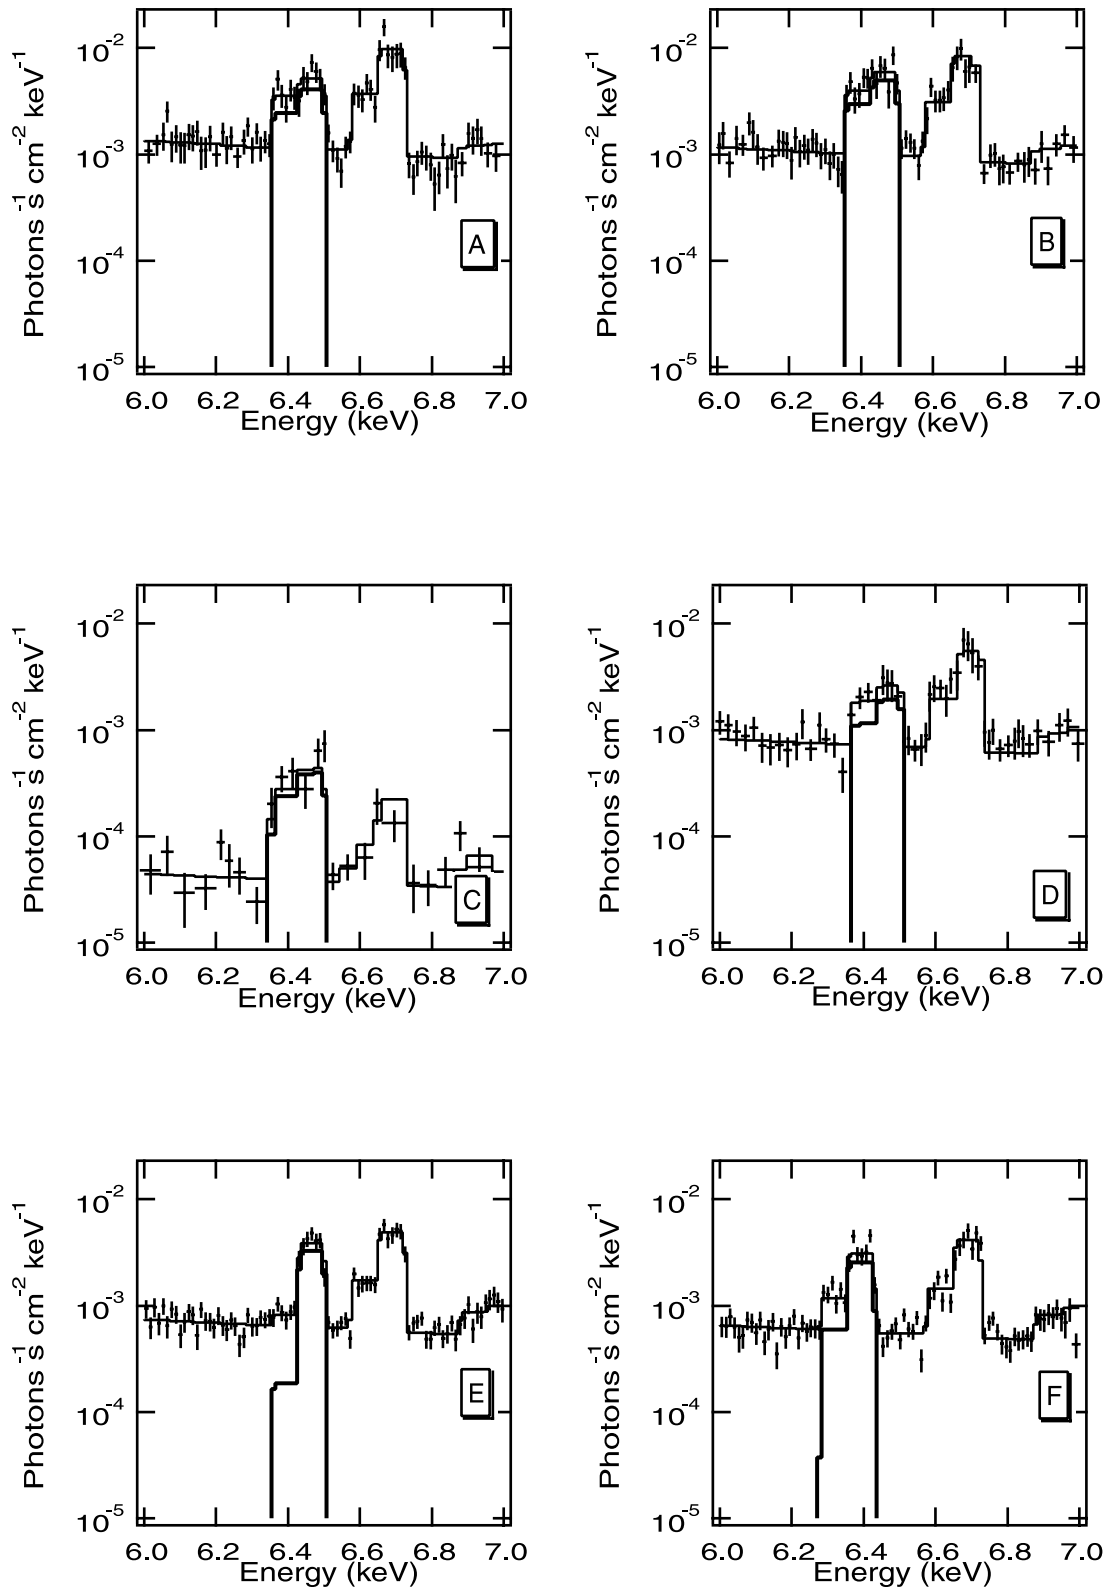 Photons s⁻¹ cm⁻² keV⁻¹
10⁻²
10⁻³
10⁻⁴
10⁻⁵
6.0 6.2 6.4 6.6 6.8 7.0
Energy (keV)
A
Photons s⁻¹ cm⁻² keV⁻¹
10⁻²
10⁻³
10⁻⁴
10⁻⁵
6.0 6.2 6.4 6.6 6.8 7.0
Energy (keV)
B
Photons s⁻¹ cm⁻² keV⁻¹
10⁻²
10⁻³
10⁻⁴
10⁻⁵
6.0 6.2 6.4 6.6 6.8 7.0
Energy (keV)
C
Photons s⁻¹ cm⁻² keV⁻¹
10⁻²
10⁻³
10⁻⁴
10⁻⁵
6.0 6.2 6.4 6.6 6.8 7.0
Energy (keV)
D
Photons s⁻¹ cm⁻² keV⁻¹
10⁻²
10⁻³
10⁻⁴
10⁻⁵
6.0 6.2 6.4 6.6 6.8 7.0
Energy (keV)
E
Photons s⁻¹ cm⁻² keV⁻¹
10⁻²
10⁻³
10⁻⁴
10⁻⁵
6.0 6.2 6.4 6.6 6.8 7.0
Energy (keV)
F